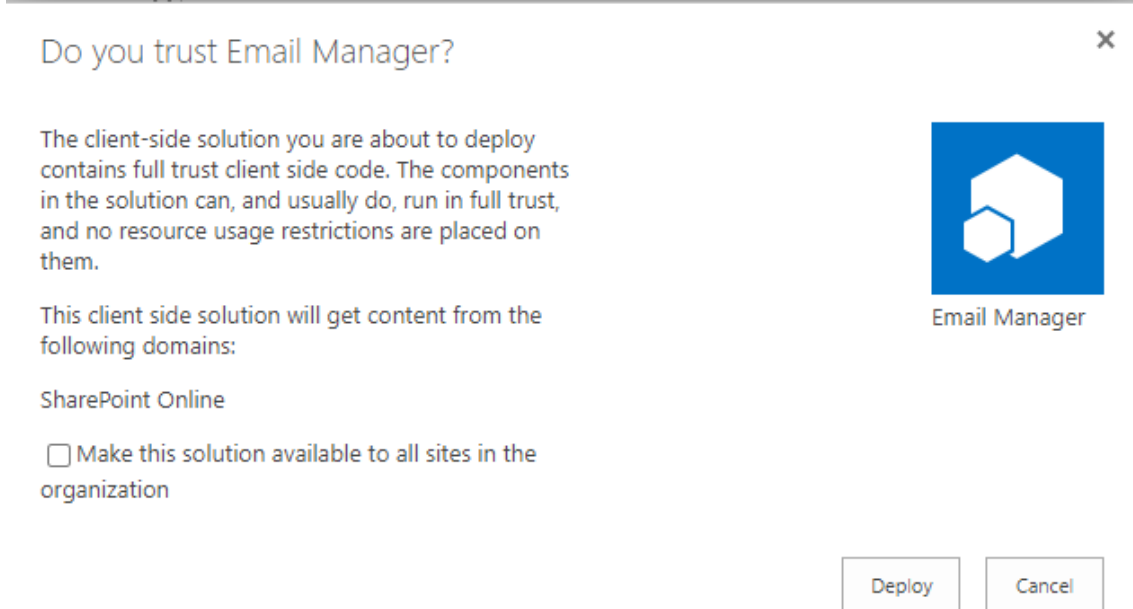 Do you trust Email Manager?
The client-side solution you are about to deploy
contains full trust client side code. The components
in the solution can, and usually do, run in full trust,
and no resource usage restrictions are placed on
them.
This client side solution will get content from the
following domains:
SharePoint Online
Make this solution available to all sites in the
organization
Email Manager
Deploy
Cancel